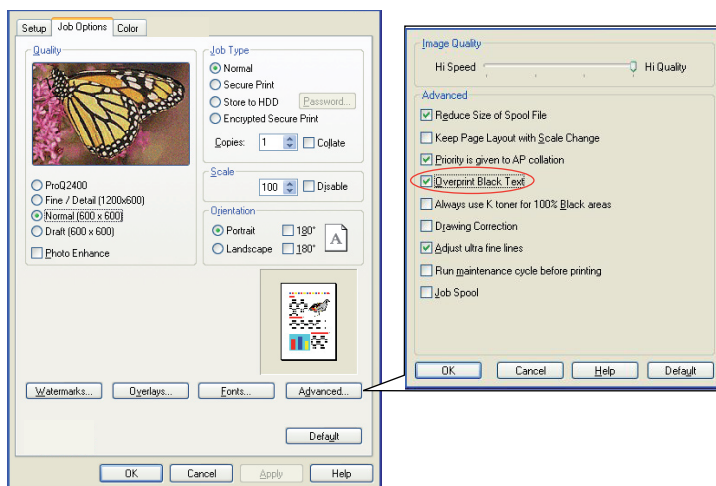 Setup Job Options Color
Quality
ProQ2400
Fine / Detail (1200x600)
Normal (600 x 600)
Draft (600 x 600)
Photo Enhance
Job Type
Normal
Secure Print
Store to HDD Password...
Encrypted Secure Print
Copies: 1 Collate
Scale
100 Disable
Orientation
Portrait 180°
Landscape 180°
A
Watermarks... Overlays... Fonts... Advanced...
Default
OK Cancel Apply Help
Image Quality
Hi Speed Hi Quality
Advanced
Reduce Size of Spool File
Keep Page Layout with Scale Change
Priority is given to AP collation
Overprint Black Text
Always use K toner for 100% Black areas
Drawing Correction
Adjust ultra fine lines
Run maintenance cycle before printing
Job Spool
OK Cancel Help Default